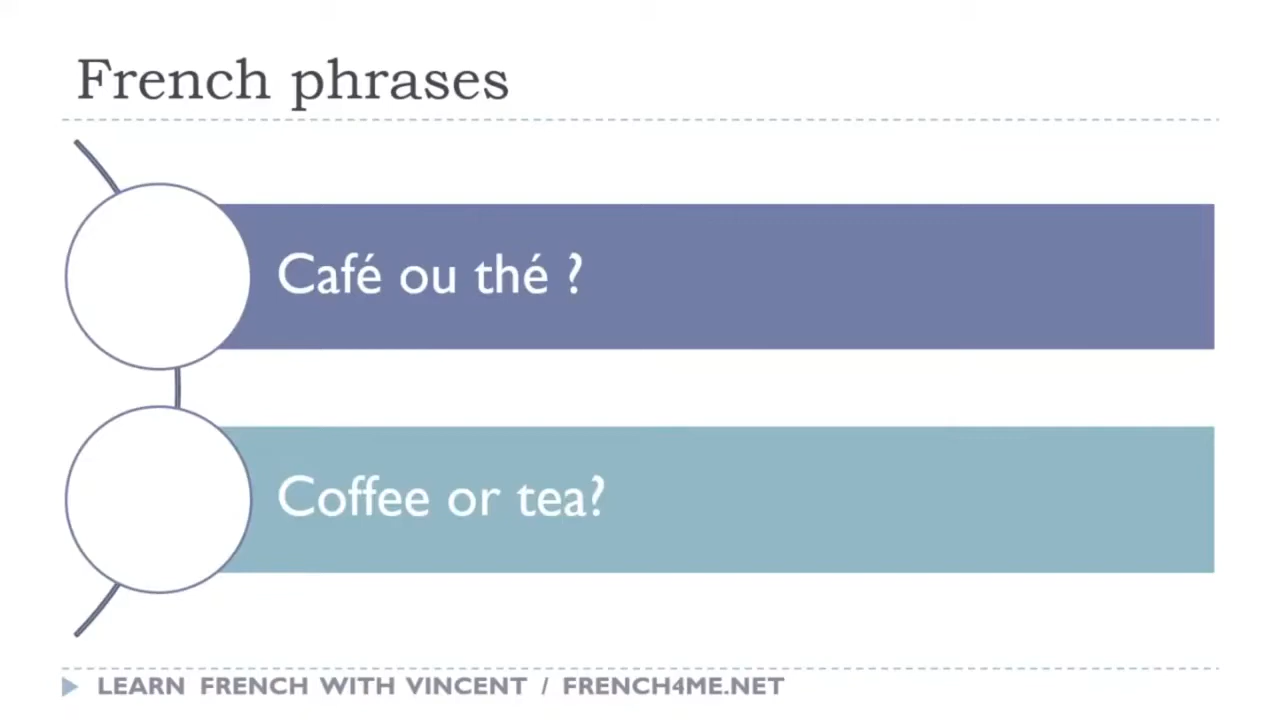 French phrases
Café ou thé ?
Coffee or tea?
LEARN FRENCH WITH VINCENT / FRENCH4ME.NET